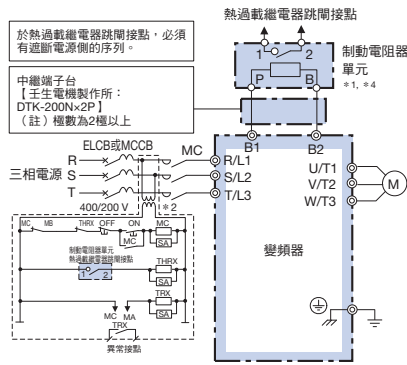 熱過載繼電器跳閘接點
於熱過載繼電器跳閘接點，必須
有遮斷電源側的序列。
中繼端子台
【壬生電機製作所：
DTK-200N×2P】
（註）極數為2極以上
1 2
P B
制動電阻器
單元
*1, *4
B1 B2
ELCB或MCCB MC
三相電源
R R/L1 U/T1
S S/L2 V/T2 M
T T/L3 W/T3
400/200 V *2
變頻器
MC MB THRX OFF ON MC
MC SA
制動電阻器單元
熱過載繼電器跳閘接點
1 2 THRX
SA
TRX
MC MA SA
TRX
異常接點